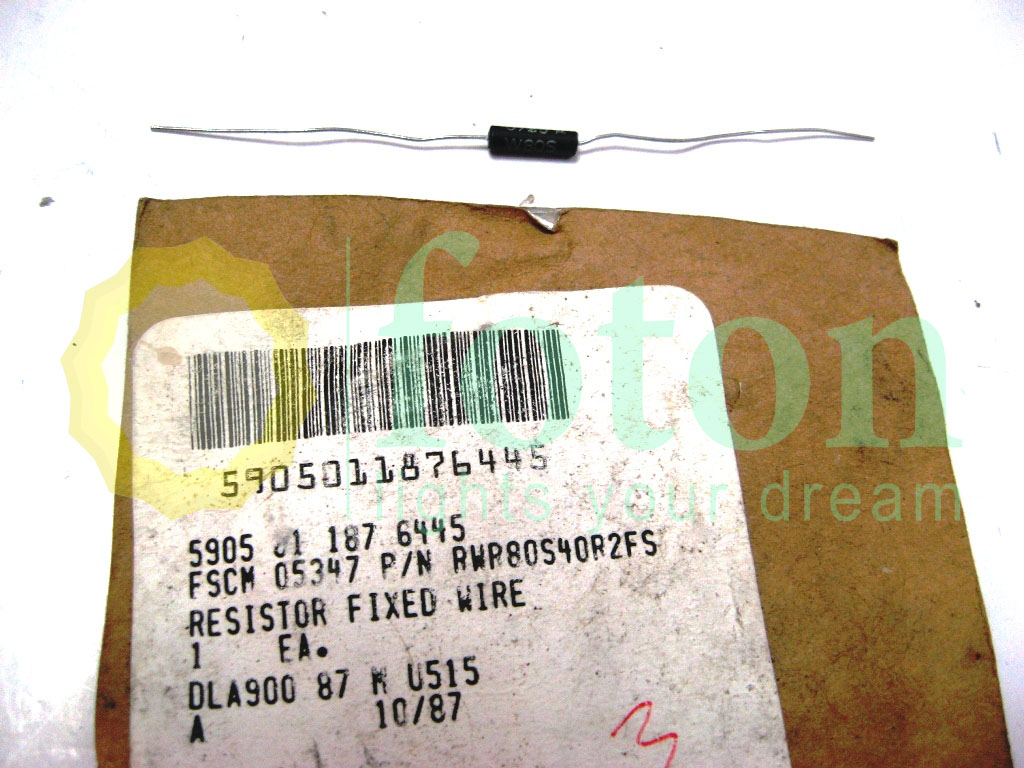 foton
lights your dream
5905011876445
5905 01 187 6445
FSCM 05347 P/N RWR80S40R2FS
RESISTOR FIXED WIRE
1 EA.
DLA900 87 M U515
A 10/87
3